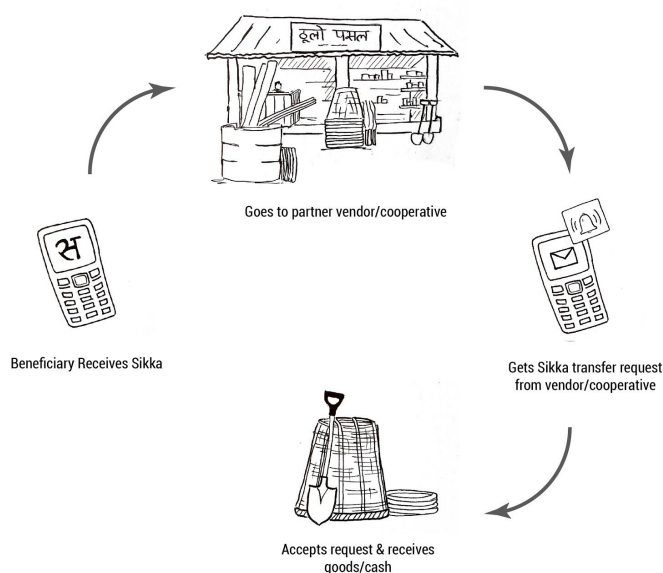 ठूलो पसल
Goes to partner vendor/cooperative
स
Beneficiary Receives Sikka
Gets Sikka transfer request
from vendor/cooperative
Accepts request & receives
goods/cash